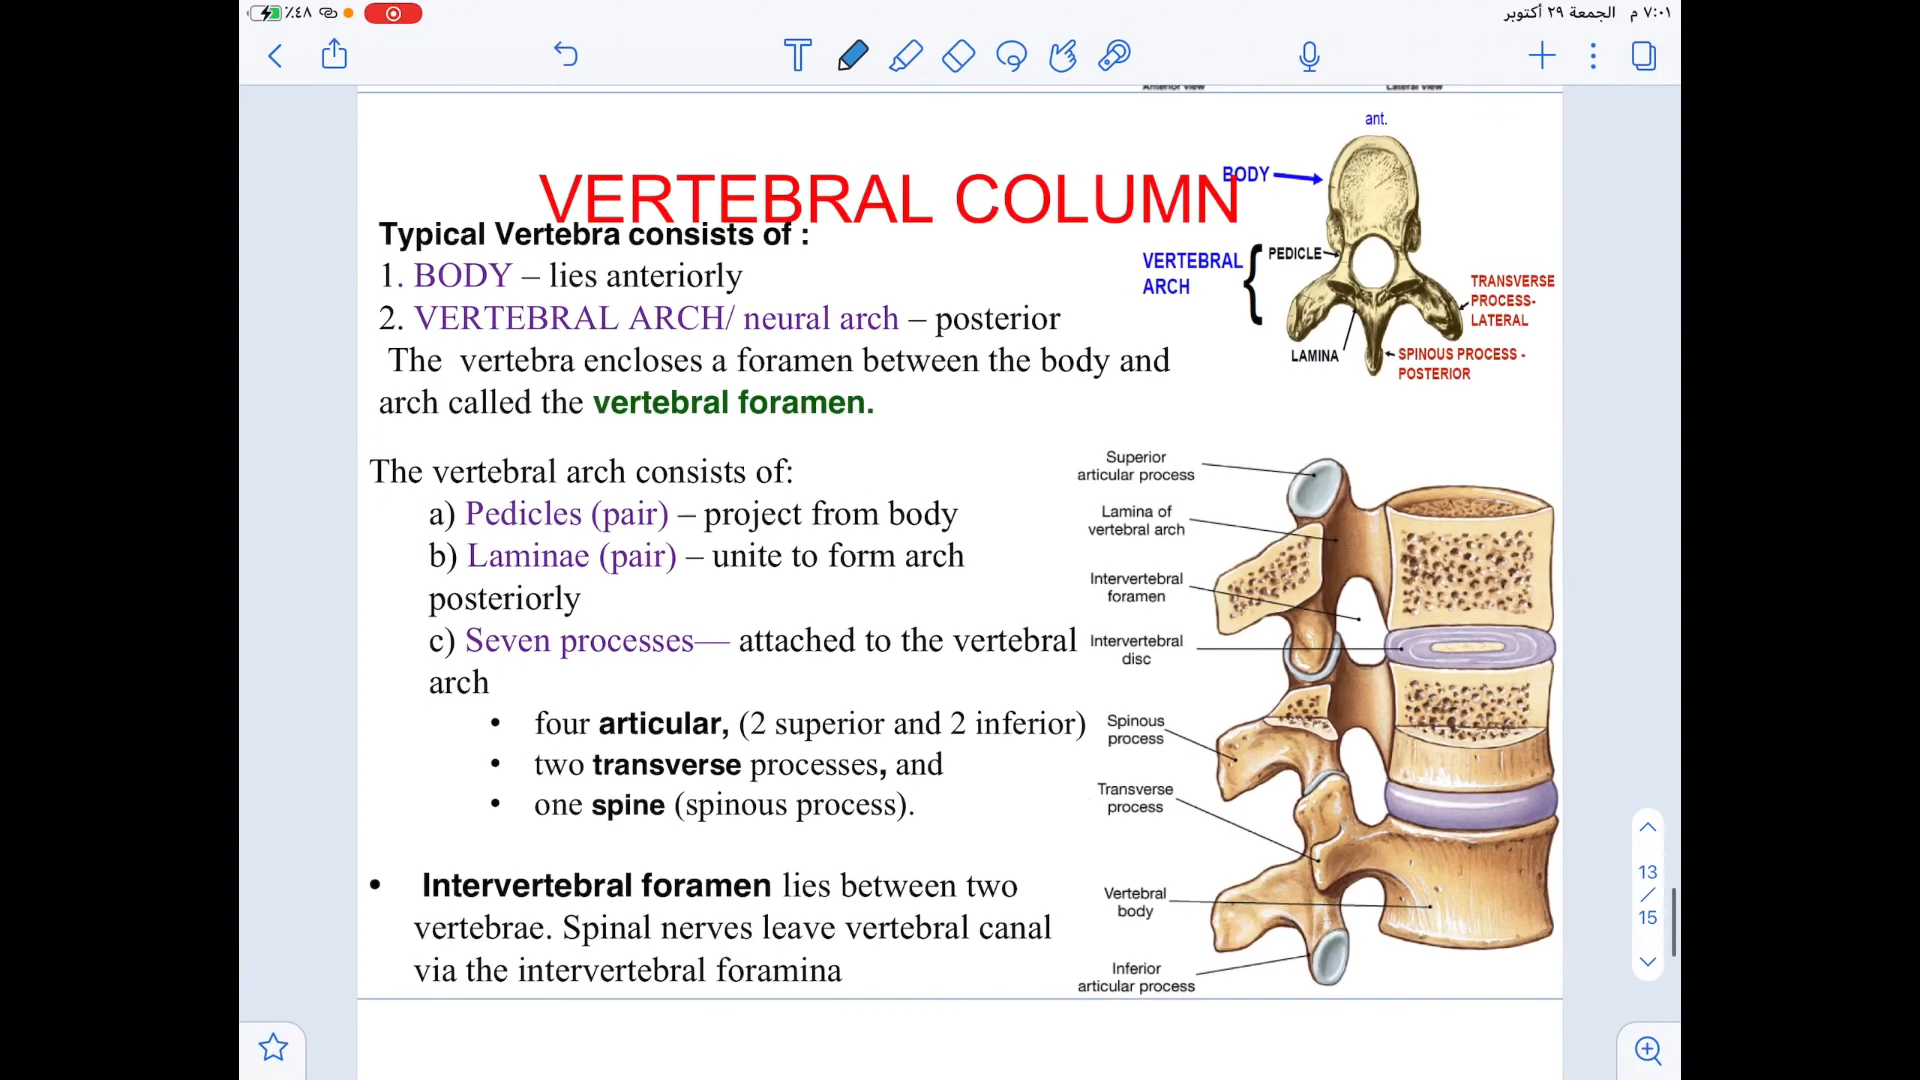 ٪٤٨
٧:٠١ م الجمعة ٢٩ أكتوبر
T
Anterior view
Lateral view
ant.
VERTEBRAL COLUMN
BODY
VERTEBRAL
ARCH
PEDICLE
TRANSVERSE
PROCESS-
LATERAL
LAMINA
SPINOUS PROCESS -
POSTERIOR
Typical Vertebra consists of :
1. BODY – lies anteriorly
2. VERTEBRAL ARCH/ neural arch – posterior
The vertebra encloses a foramen between the body and
arch called the vertebral foramen.
The vertebral arch consists of:
a) Pedicles (pair) – project from body
b) Laminae (pair) – unite to form arch
posteriorly
c) Seven processes— attached to the vertebral
arch
• four articular, (2 superior and 2 inferior)
• two transverse processes, and
• one spine (spinous process).
• Intervertebral foramen lies between two
vertebrae. Spinal nerves leave vertebral canal
via the intervertebral foramina
Superior
articular process
Lamina of
vertebral arch
Intervertebral
foramen
Intervertebral
disc
Spinous
process
Transverse
process
Vertebral
body
Inferior
articular process
13
/
15